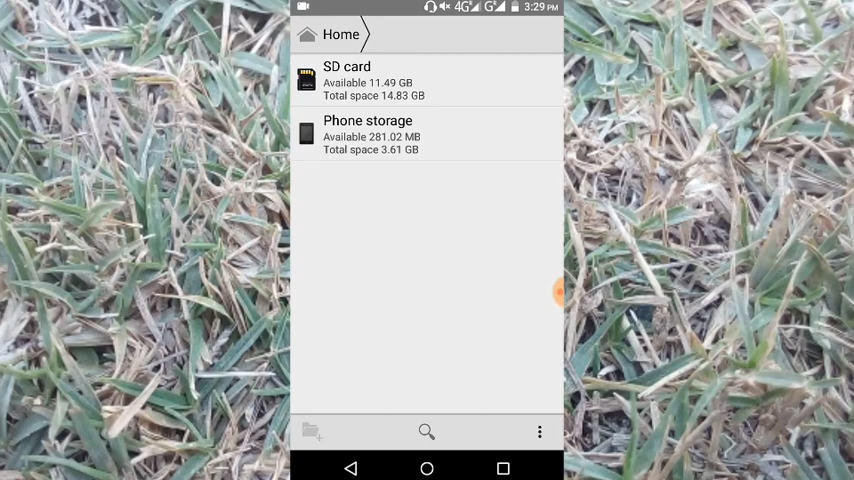 4G G 3:29 PM
Home
SD card
Available 11.49 GB
Total space 14.83 GB
Phone storage
Available 281.02 MB
Total space 3.61 GB